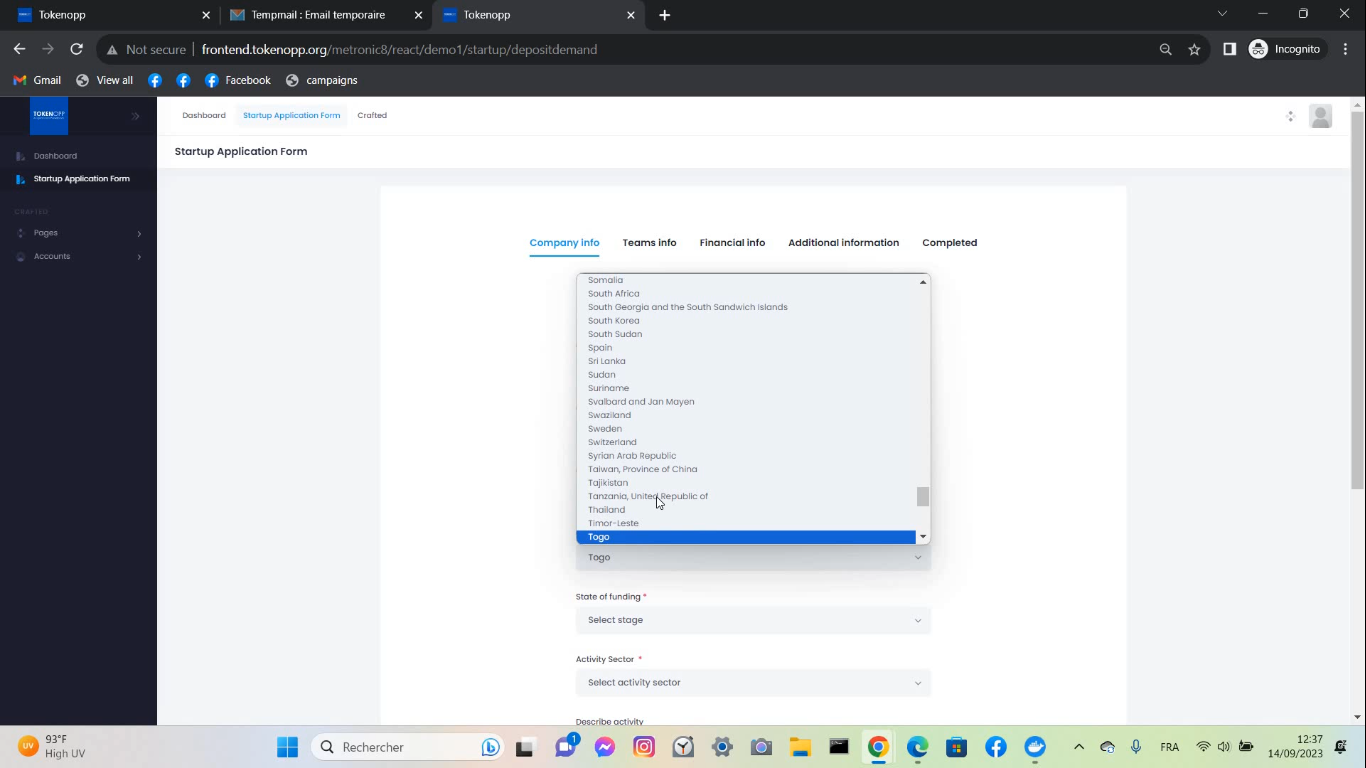 Tokenopp
Tempmail : Email temporaire
Tokenopp
Not secure
frontend.tokenopp.org/metronic8/react/demo1/startup/depositdemand
Incognito
Gmail
View all
Facebook
campaigns
TOKENOPP
Dashboard
Startup Application Form
Crafted
Dashboard
Startup Application Form
CRAFTED
Pages
Accounts
Startup Application Form
Company info
Teams info
Financial info
Additional information
Completed
Somalia
South Africa
South Georgia and the South Sandwich Islands
South Korea
South Sudan
Spain
Sri Lanka
Sudan
Suriname
Svalbard and Jan Mayen
Swaziland
Sweden
Switzerland
Syrian Arab Republic
Taiwan, Province of China
Tajikistan
Tanzania, United Republic of
Thailand
Timor-Leste
Togo
Togo
State of funding *
Select stage
Activity Sector *
Select activity sector
Describe activity
UV
93°F
High UV
Rechercher
1
FRA
12:37
14/09/2023